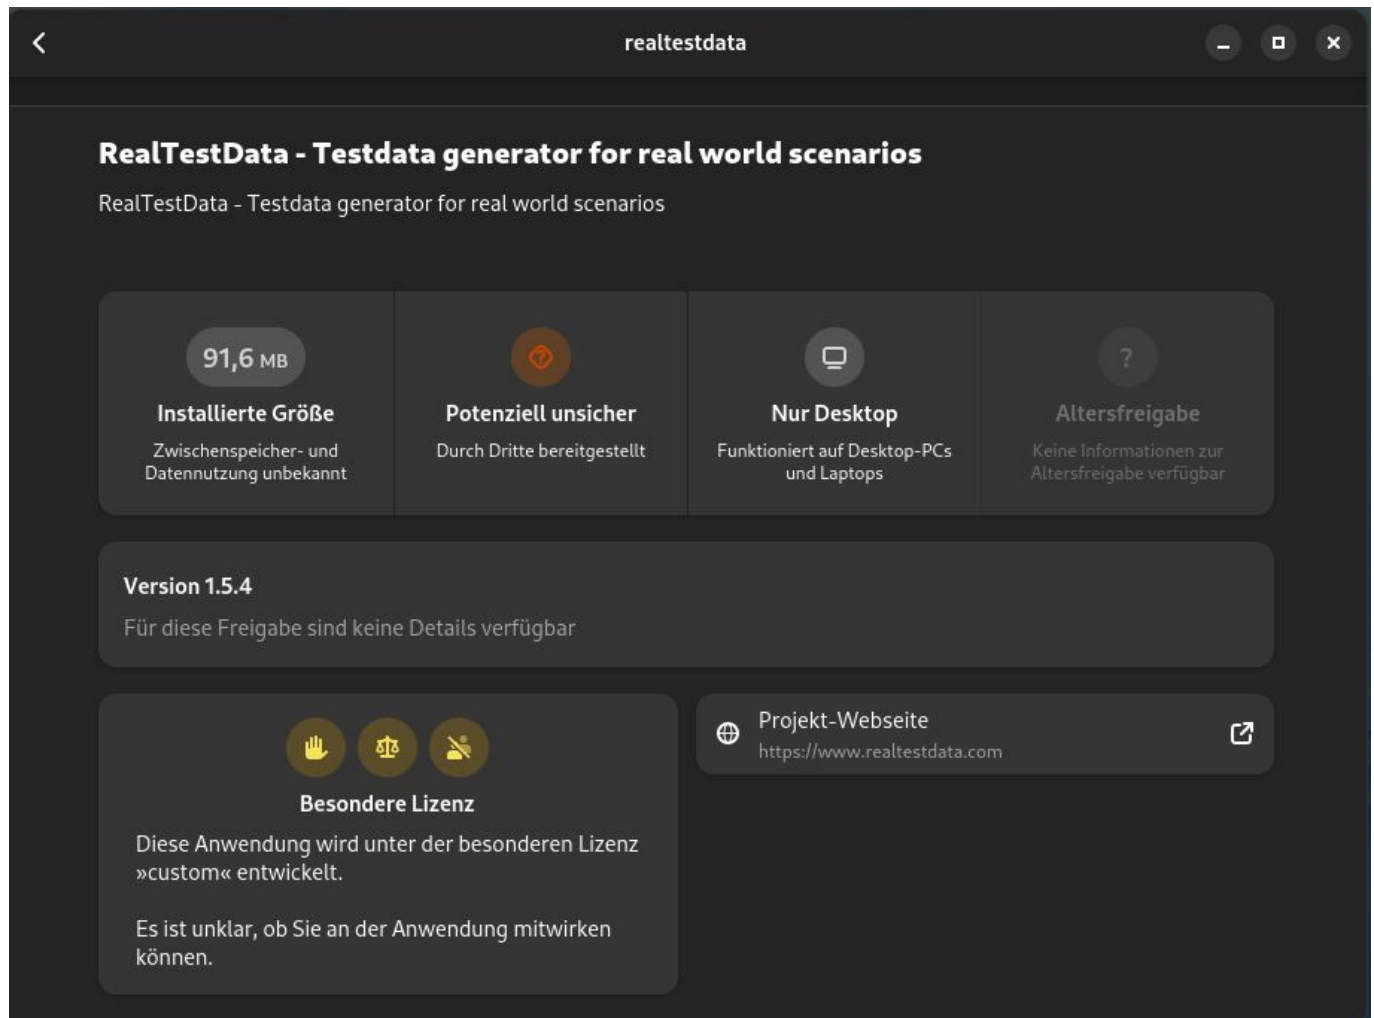 realtestdata
RealTestData - Testdata generator for real world scenarios
RealTestData - Testdata generator for real world scenarios
91,6 MB
Installierte Größe
Zwischenspeicher- und
Datennutzung unbekannt
Potenziell unsicher
Durch Dritte bereitgestellt
Nur Desktop
Funktioniert auf Desktop-PCs
und Laptops
?
Altersfreigabe
Keine Informationen zur
Altersfreigabe verfügbar
Version 1.5.4
Für diese Freigabe sind keine Details verfügbar
Besondere Lizenz
Diese Anwendung wird unter der besonderen Lizenz
»custom« entwickelt.
Es ist unklar, ob Sie an der Anwendung mitwirken
können.
Projekt-Webseite
https://www.realtestdata.com